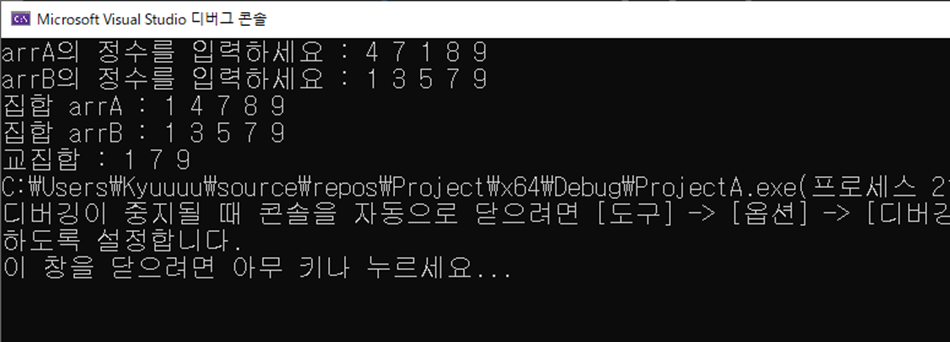 Microsoft Visual Studio 디버그 콘솔
arrA의 정수를 입력하세요 : 4 7 1 8 9
arrB의 정수를 입력하세요 : 1 3 5 7 9
집합 arrA : 1 4 7 8 9
집합 arrB : 1 3 5 7 9
교집합 : 1 7 9
C:₩Users₩Kyuuuu₩source₩repos₩Project₩x64₩Debug₩ProjectA.exe(프로세스
디버깅이 중지될 때 콘솔을 자동으로 닫으려면 [도구] -> [옵션] -> [디버깅
하도록 설정합니다.
이 창을 닫으려면 아무 키나 누르세요...